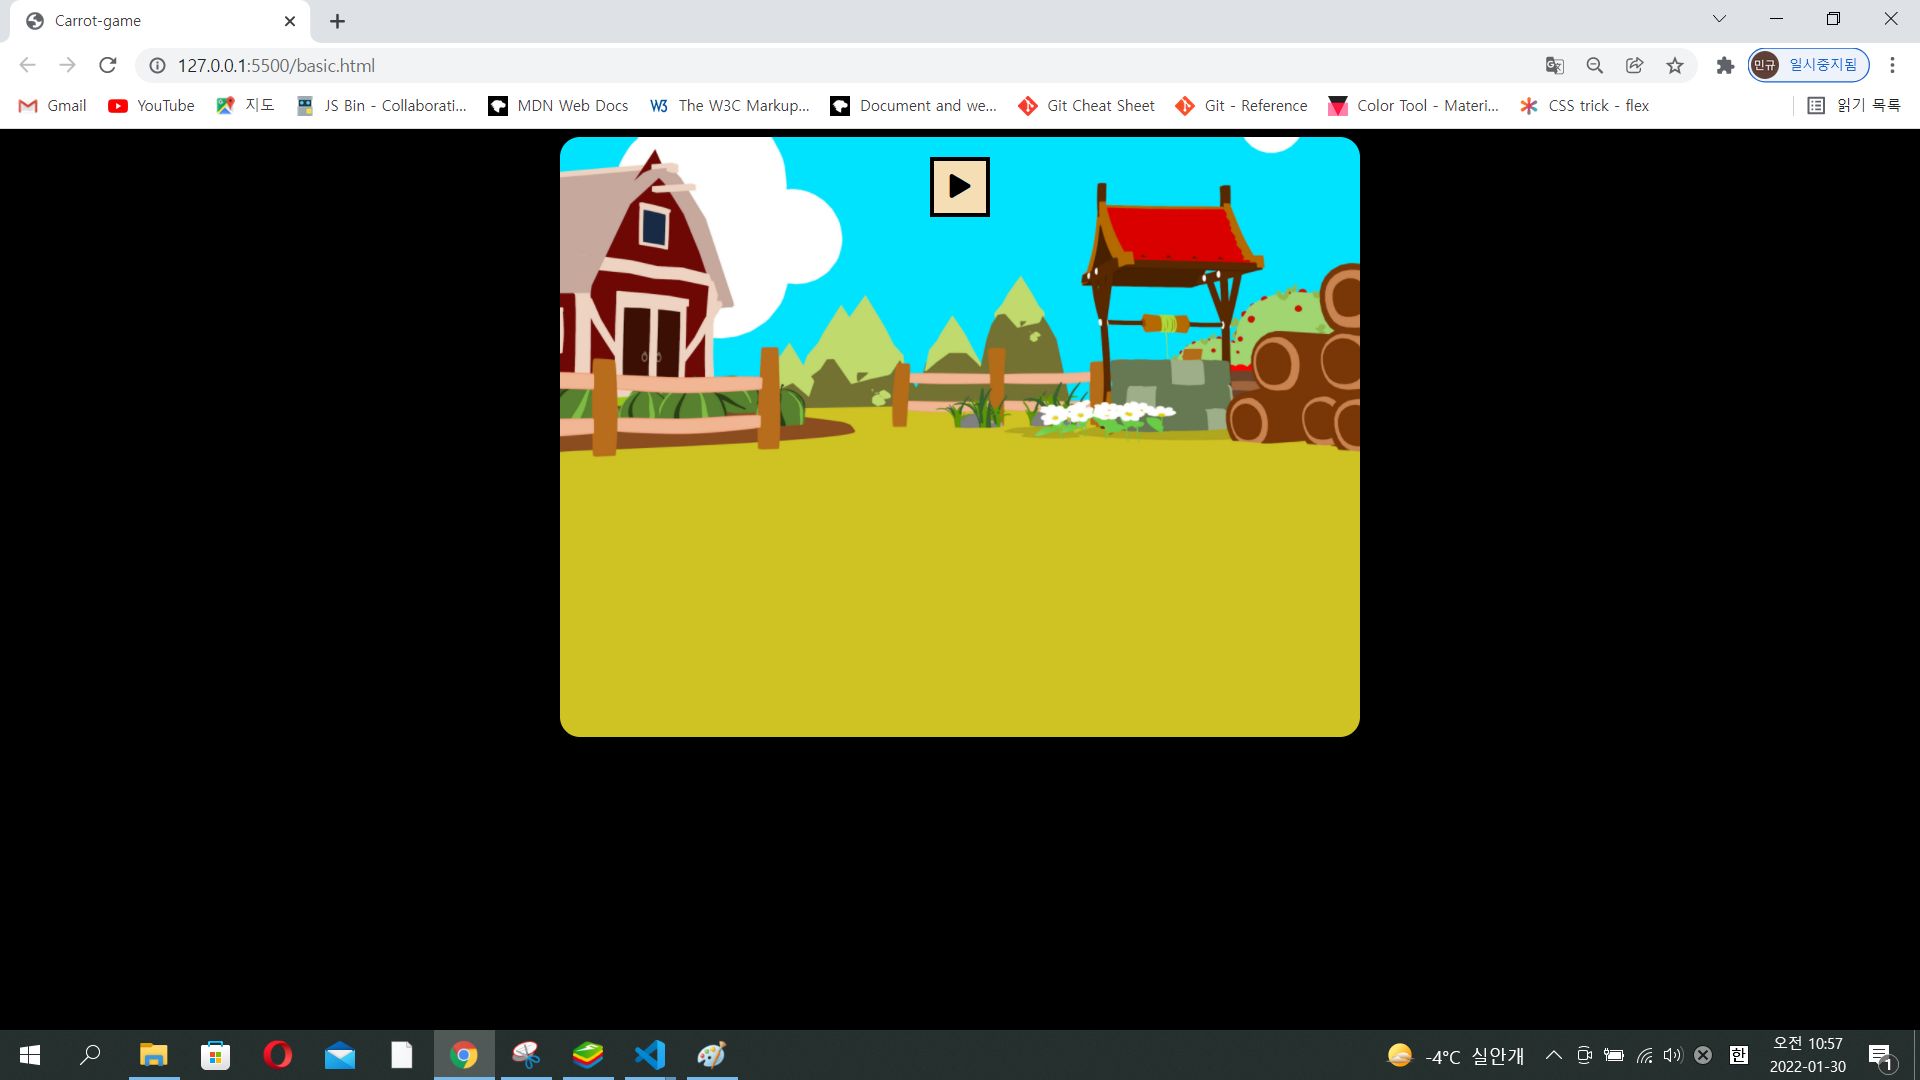 Carrot-game
127.0.0.1:5500/basic.html
민규 일시중지됨
Gmail YouTube 지도 JS Bin - Collaborati... MDN Web Docs W3 The W3C Markup... Document and we... Git Cheat Sheet Git - Reference Color Tool - Materi... CSS trick - flex 읽기 목록
-4°C 실안개 한 오전 10:57
2022-01-30 1